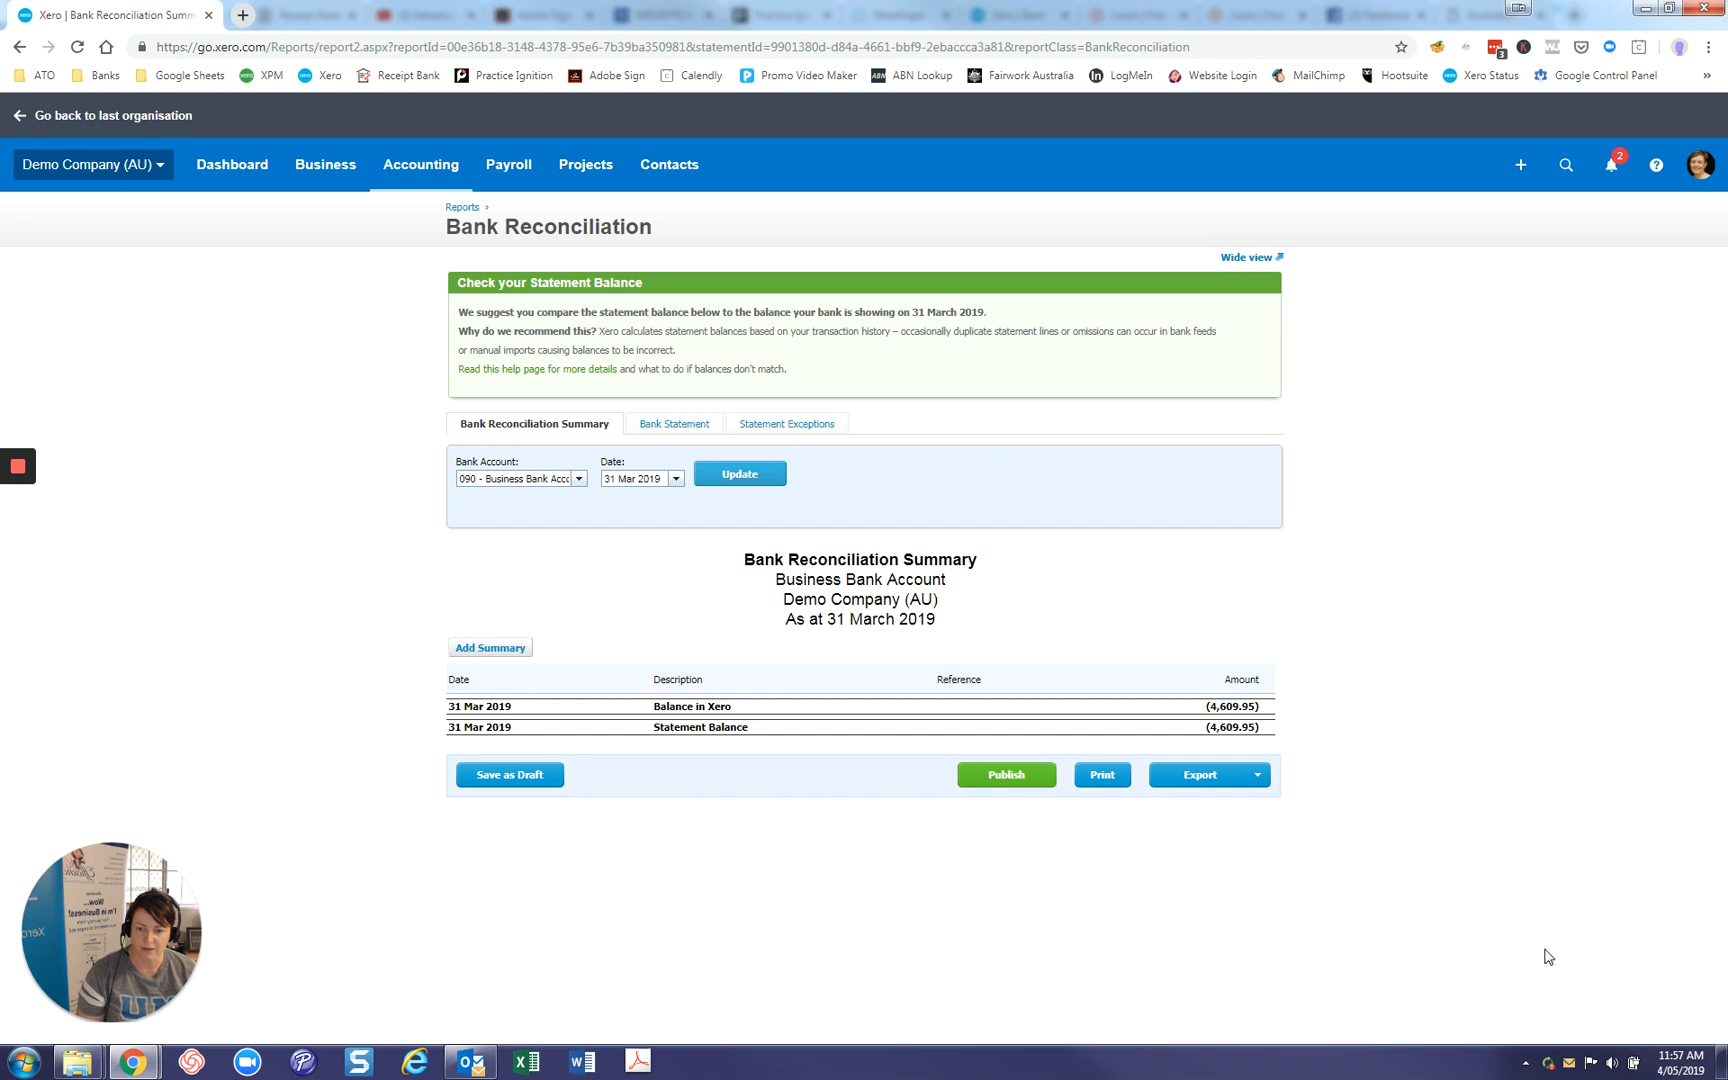 Xero | Bank Reconciliation Summ
https://go.xero.com/Reports/report2.aspx?reportId=00e36b18-3148-4378-95e6-7b39ba350981&statementId=9901380d-d84a-4661-bbf9-2ebaccca3a81&reportClass=BankReconciliation
3
ATO Banks Google Sheets XPM Xero Receipt Bank Practice Ignition Adobe Sign Calendly Promo Video Maker ABN Lookup Fairwork Australia LogMeIn Website Login MailChimp Hootsuite Xero Status Google Control Panel
Go back to last organisation
Demo Company (AU) Dashboard Business Accounting Payroll Projects Contacts 2
Reports ›
Bank Reconciliation
Wide view
Check your Statement Balance
We suggest you compare the statement balance below to the balance your bank is showing on 31 March 2019.
Why do we recommend this? Xero calculates statement balances based on your transaction history – occasionally duplicate statement lines or omissions can occur in bank feeds
or manual imports causing balances to be incorrect.
Read this help page for more details and what to do if balances don't match.
Bank Reconciliation Summary Bank Statement Statement Exceptions
Bank Account: Date:
090 - Business Bank Acco 31 Mar 2019 Update
Bank Reconciliation Summary
Business Bank Account
Demo Company (AU)
As at 31 March 2019
Add Summary
Date Description Reference Amount
31 Mar 2019 Balance in Xero (4,609.95)
31 Mar 2019 Statement Balance (4,609.95)
Save as Draft Publish Print Export
Wow...
I'm in Business!
Xero
11:57 AM
4/05/2019